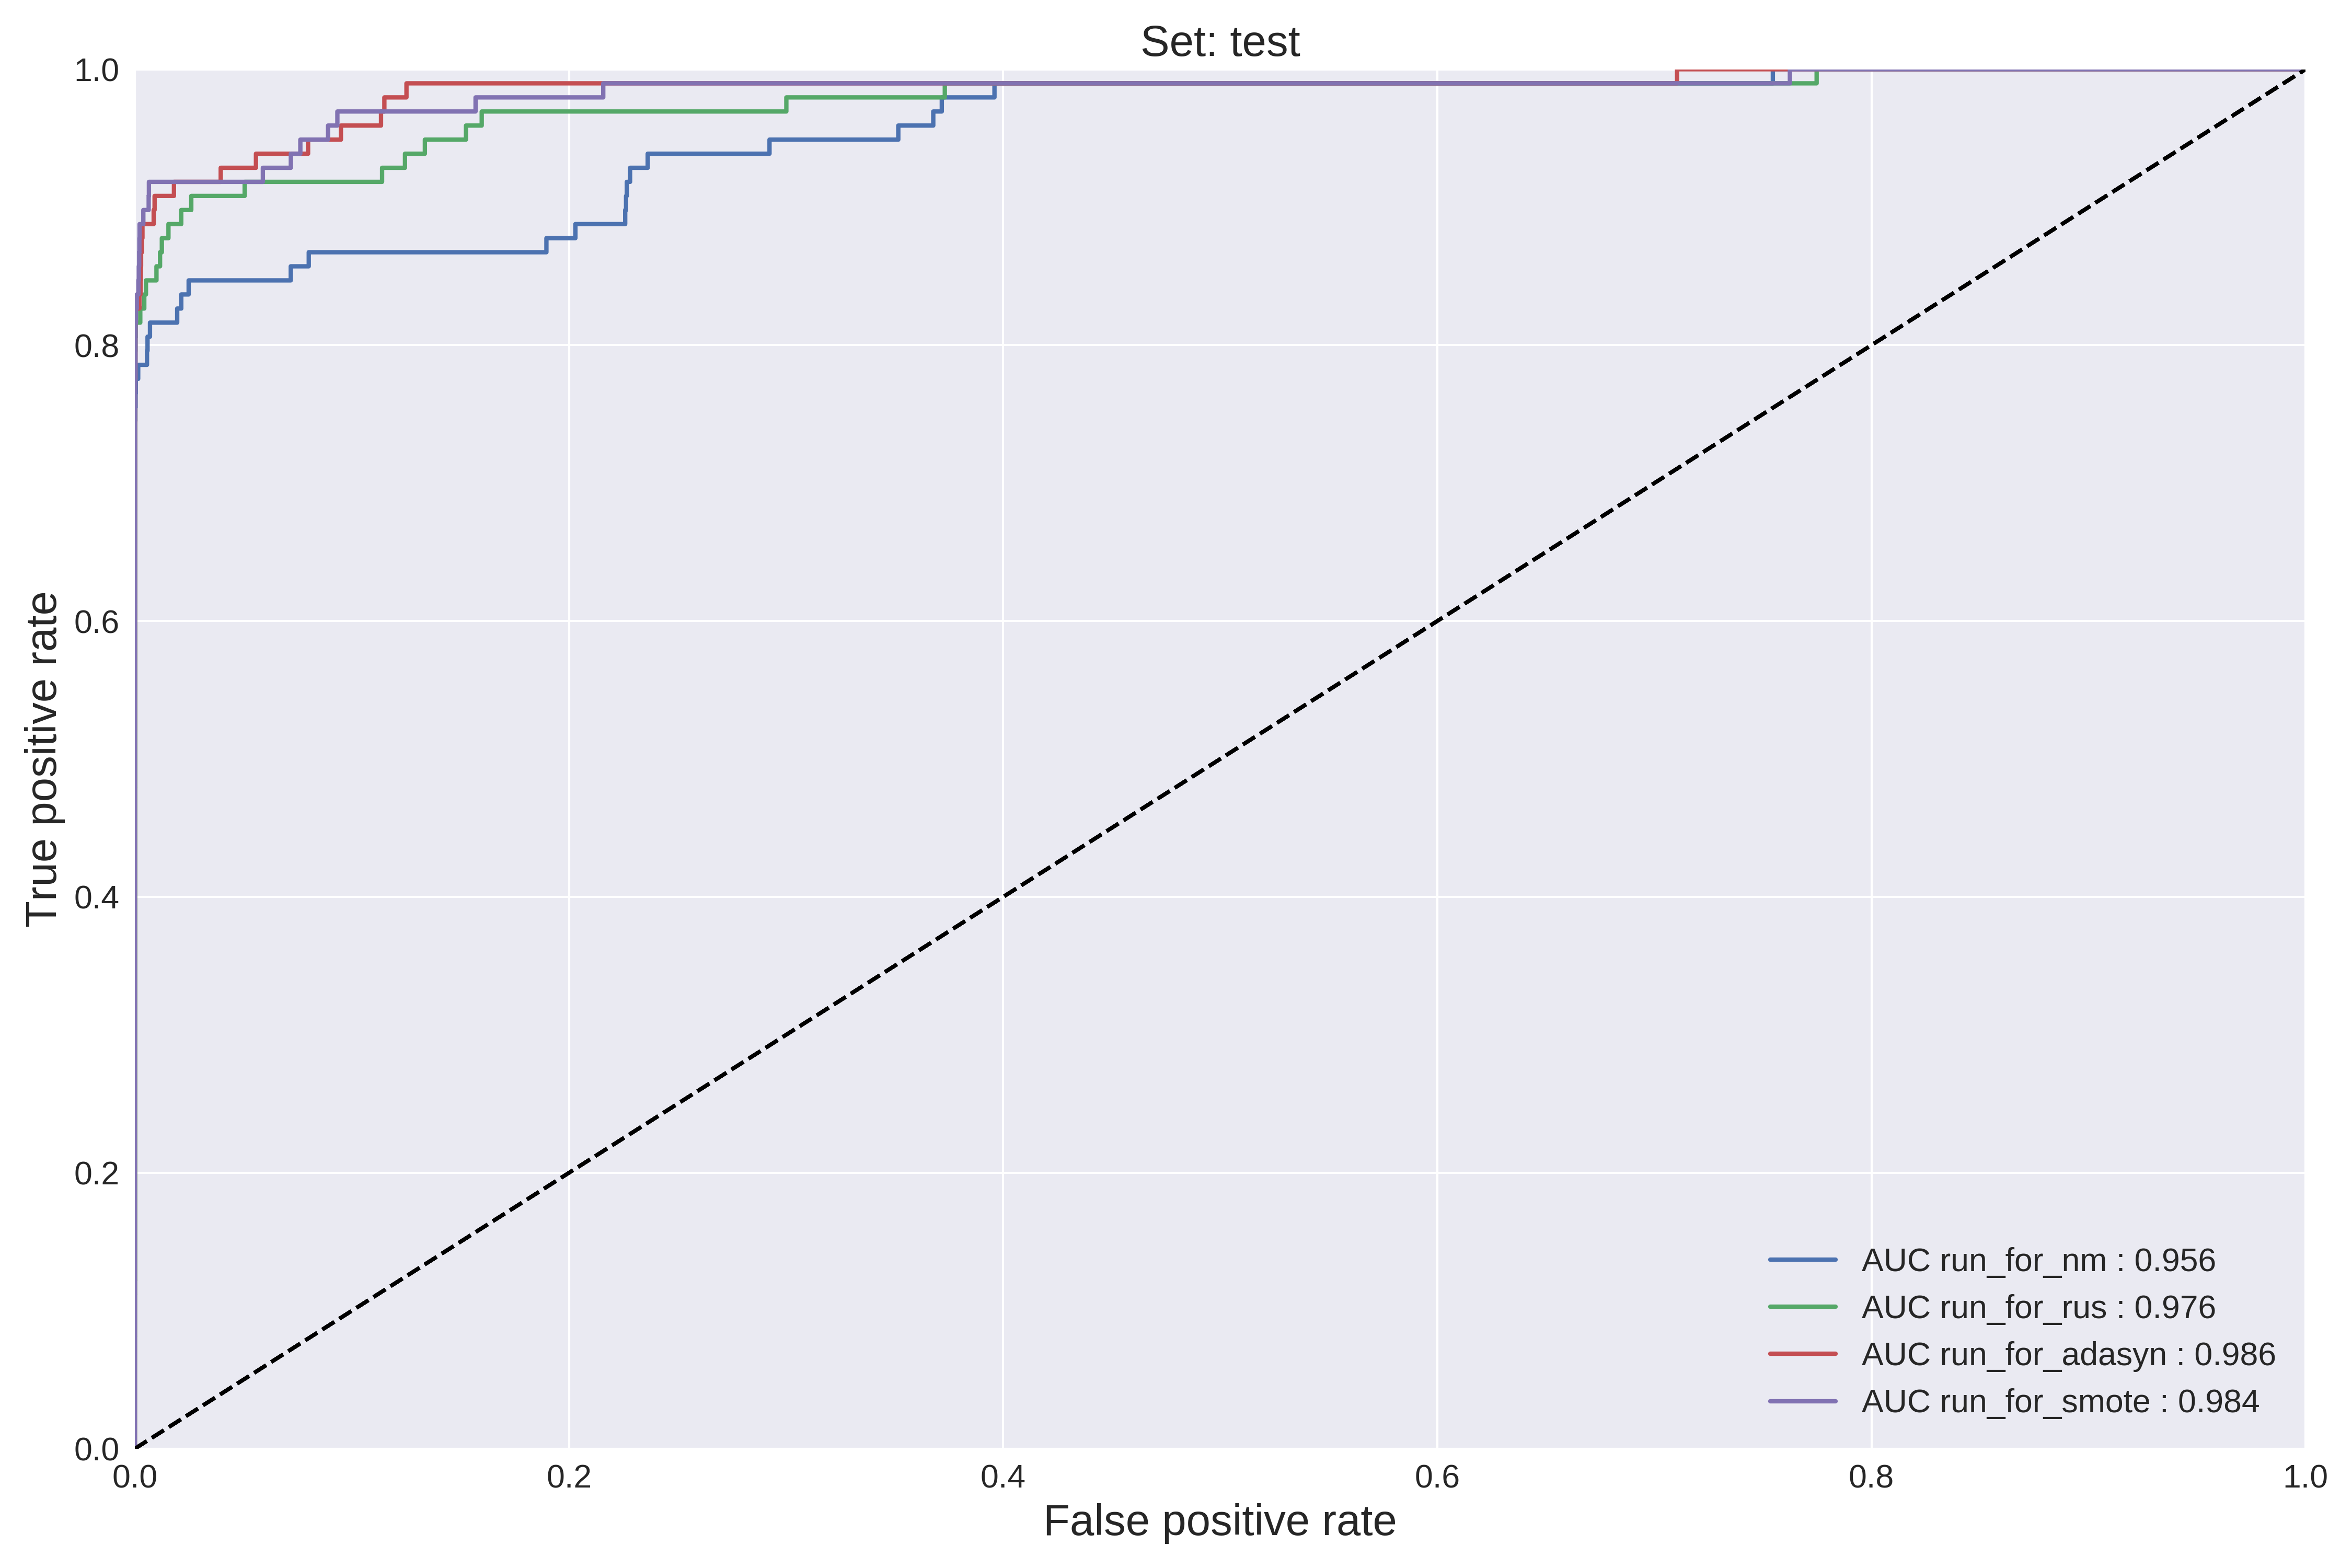 Set: test
1.0
0.8
0.6
0.4
0.2
0.0
True positive rate
0.0 0.2 0.4 0.6 0.8 1.0
False positive rate
AUC run_for_nm : 0.956
AUC run_for_rus : 0.976
AUC run_for_adasyn : 0.986
AUC run_for_smote : 0.984